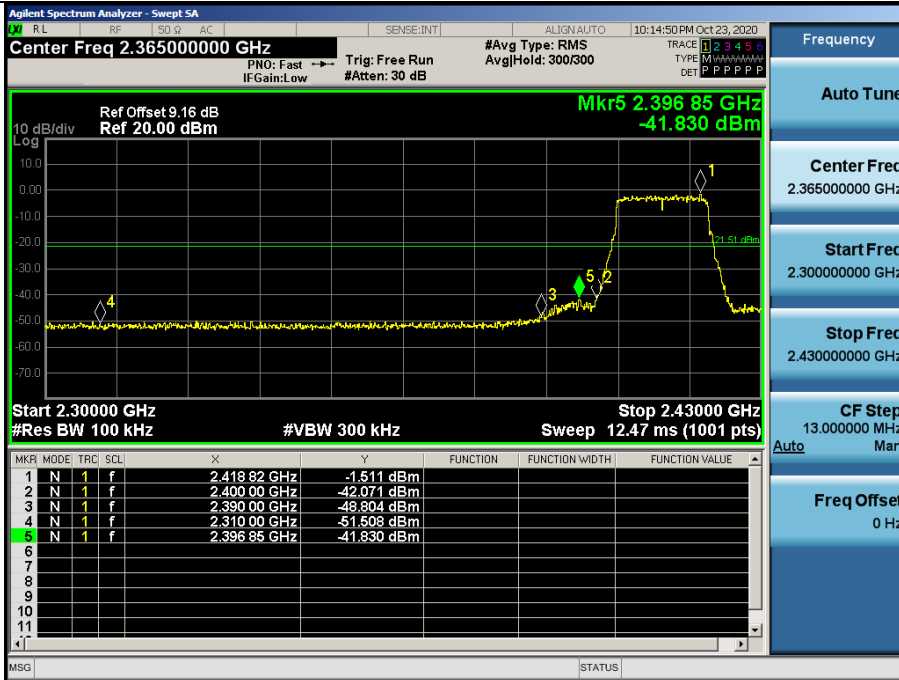 Agilent Spectrum Analyzer - Swept SA
LXI RL RF 50 Ω AC SENSE:INT ALIGNAUTO 10:14:50 PM Oct 23, 2020
Center Freq 2.365000000 GHz
PNO: Fast
IFGain:Low
Trig: Free Run
#Atten: 30 dB
#Avg Type: RMS
Avg|Hold: 300/300
TRACE 1 2 3 4 5 6
TYPE M
DET P P P P P P
Ref Offset 9.16 dB
10 dB/div Ref 20.00 dBm
Log
Mkr5 2.396 85 GHz
-41.830 dBm
10.0
0.00
-10.0
-20.0
-30.0
-40.0
-50.0
-60.0
-70.0
1
-21.51 dBm
5 2
3
4
Start 2.30000 GHz Stop 2.43000 GHz
#Res BW 100 kHz #VBW 300 kHz Sweep 12.47 ms (1001 pts)
MKR MODE TRC SCL X Y FUNCTION FUNCTION WIDTH FUNCTION VALUE
1 N 1 f 2.418 82 GHz -1.511 dBm
2 N 1 f 2.400 00 GHz -42.071 dBm
3 N 1 f 2.390 00 GHz -48.804 dBm
4 N 1 f 2.310 00 GHz -51.508 dBm
5 N 1 f 2.396 85 GHz -41.830 dBm
6
7
8
9
10
11
MSG STATUS
Frequency
Auto Tune
Center Freq
2.365000000 GHz
Start Freq
2.300000000 GHz
Stop Freq
2.430000000 GHz
CF Step
13.000000 MHz
Auto Man
Freq Offset
0 Hz